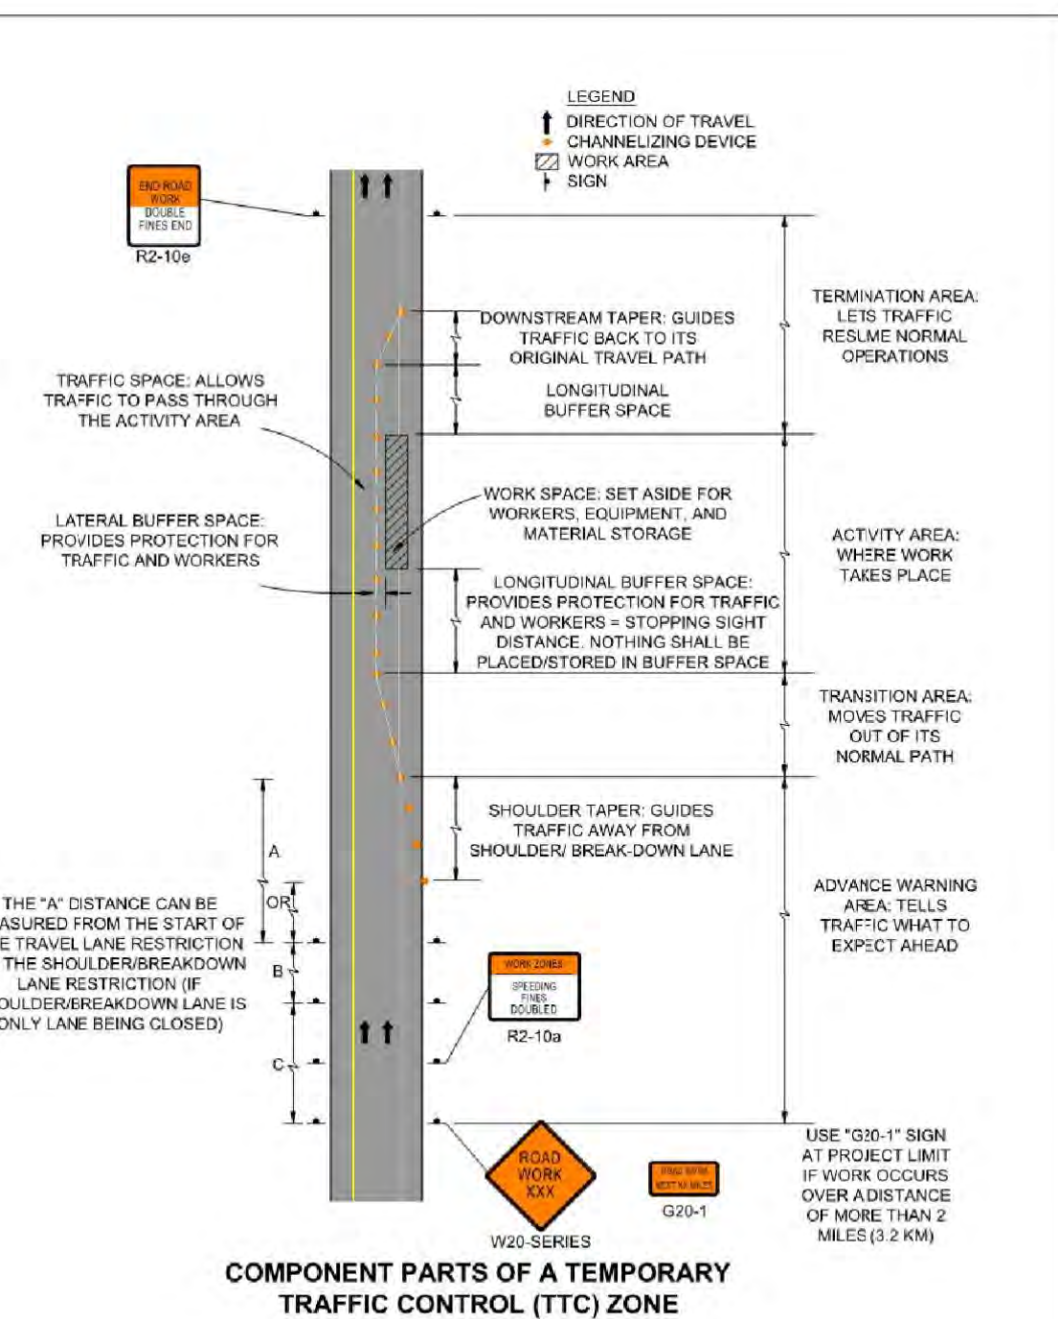 LEGEND
DIRECTION OF TRAVEL
CHANNELIZING DEVICE
WORK AREA
SIGN
END ROAD
WORK
DOUBLE
FINES END
R2-10e
TERMINATION AREA:
LETS TRAFFIC
RESUME NORMAL
OPERATIONS
DOWNSTREAM TAPER: GUIDES
TRAFFIC BACK TO ITS
ORIGINAL TRAVEL PATH
LONGITUDINAL
BUFFER SPACE
TRAFFIC SPACE: ALLOWS
TRAFFIC TO PASS THROUGH
THE ACTIVITY AREA
WORK SPACE: SET ASIDE FOR
WORKERS, EQUIPMENT, AND
MATERIAL STORAGE
LATERAL BUFFER SPACE:
PROVIDES PROTECTION FOR
TRAFFIC AND WORKERS
ACTIVITY AREA:
WHERE WORK
TAKES PLACE
LONGITUDINAL BUFFER SPACE:
PROVIDES PROTECTION FOR TRAFFIC
AND WORKERS = STOPPING SIGHT
DISTANCE. NOTHING SHALL BE
PLACED/STORED IN BUFFER SPACE
TRANSITION AREA:
MOVES TRAFFIC
OUT OF ITS
NORMAL PATH
SHOULDER TAPER: GUIDES
TRAFFIC AWAY FROM
SHOULDER/ BREAK-DOWN LANE
A
OR
B
C
THE "A" DISTANCE CAN BE
ASURED FROM THE START OF
E TRAVEL LANE RESTRICTION
THE SHOULDER/BREAKDOWN
LANE RESTRICTION (IF
OULDER/BREAKDOWN LANE IS
ONLY LANE BEING CLOSED)
ADVANCE WARNING
AREA: TELLS
TRAFFIC WHAT TO
EXPECT AHEAD
WORK ZONES
SPEEDING
FINES
DOUBLED
R2-10a
ROAD
WORK
XXX
W20-SERIES
ROAD WORK
NEXT XX MILES
G20-1
USE "G20-1" SIGN
AT PROJECT LIMIT
IF WORK OCCURS
OVER A DISTANCE
OF MORE THAN 2
MILES (3.2 KM)
COMPONENT PARTS OF A TEMPORARY
TRAFFIC CONTROL (TTC) ZONE